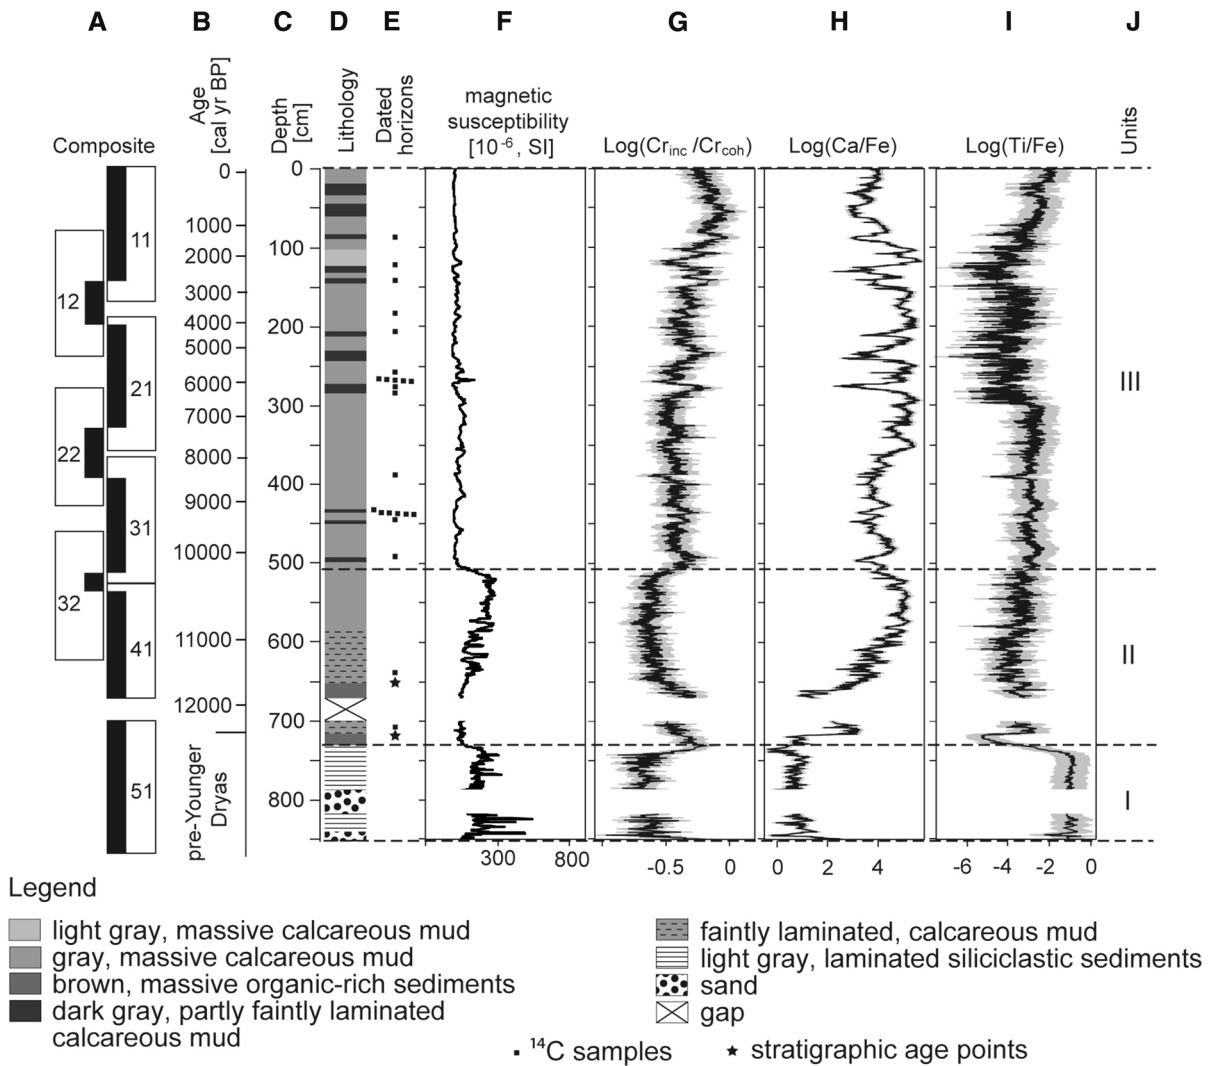 A B C D E F G H I J
Composite
Age
[cal yr BP]
Depth
[cm]
Lithology
Dated
horizons
magnetic
susceptibility
[10⁻⁶, SI]
Log(Cr_inc /Cr_coh)
Log(Ca/Fe)
Log(Ti/Fe)
Units
11
12
21
22
31
32
41
51
0
1000
2000
3000
4000
5000
6000
7000
8000
9000
10000
11000
12000
pre-Younger
Dryas
0
100
200
300
400
500
600
700
800
III
II
I
300 800
-0.5 0
0 2 4
-6 -4 -2 0
Legend
light gray, massive calcareous mud
gray, massive calcareous mud
brown, massive organic-rich sediments
dark gray, partly faintly laminated
calcareous mud
faintly laminated, calcareous mud
light gray, laminated siliciclastic sediments
sand
gap
¹⁴C samples
stratigraphic age points